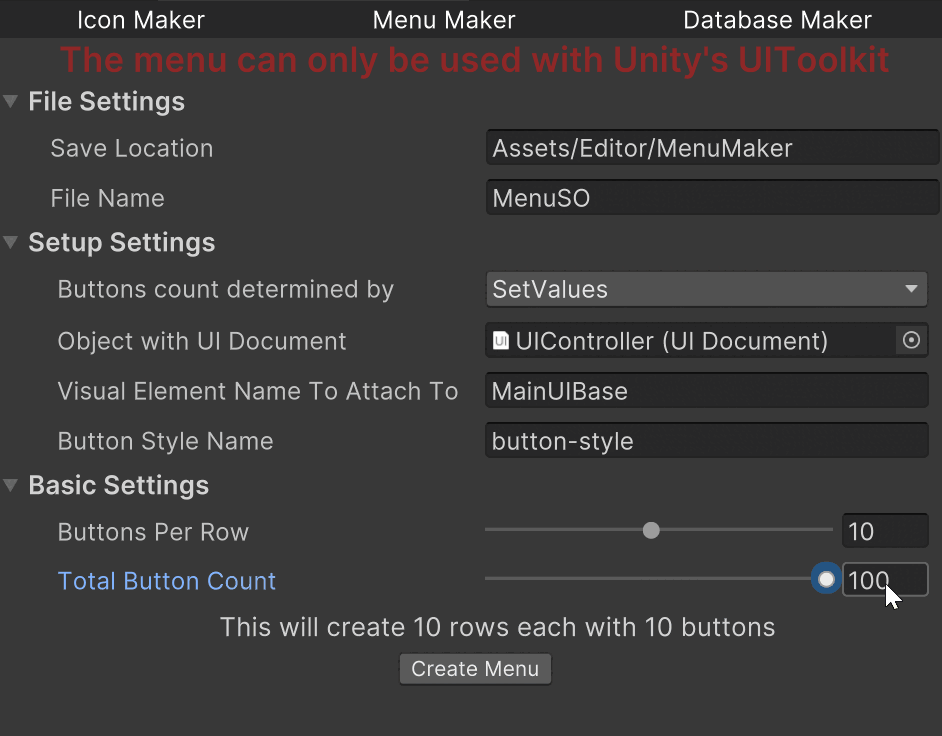 Icon Maker Menu Maker Database Maker
The menu can only be used with Unity's UIToolkit
File Settings
Save Location Assets/Editor/MenuMaker
File Name MenuSO
Setup Settings
Buttons count determined by SetValues
Object with UI Document UIController (UI Document)
Visual Element Name To Attach To MainUIBase
Button Style Name button-style
Basic Settings
Buttons Per Row 10
Total Button Count 100
This will create 10 rows each with 10 buttons
Create Menu